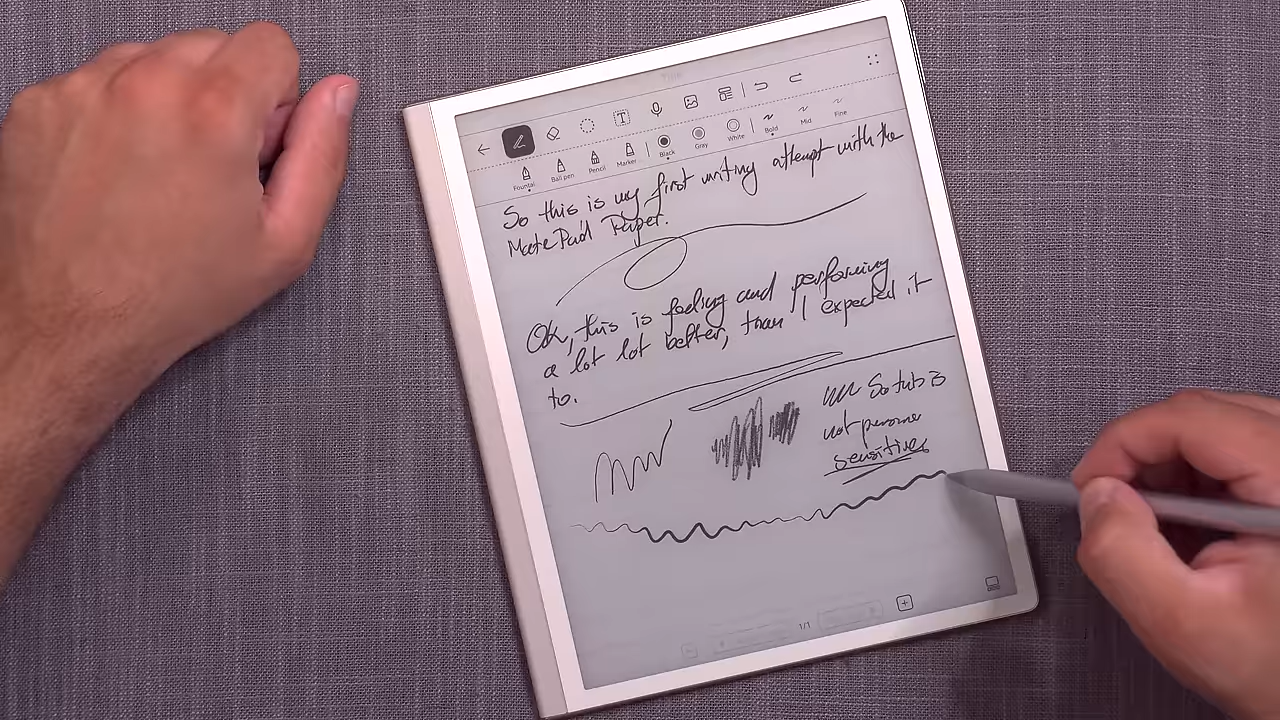 Title
Fountai Ball pen Pencil Marker Black Gray White Bold Mid Fine
So this is my first writing attempt with the
MatePad Paper.
Ok, this is feeling and performing
a lot lot better, than I expected it
to.
So this is
not
sensitive
1/1